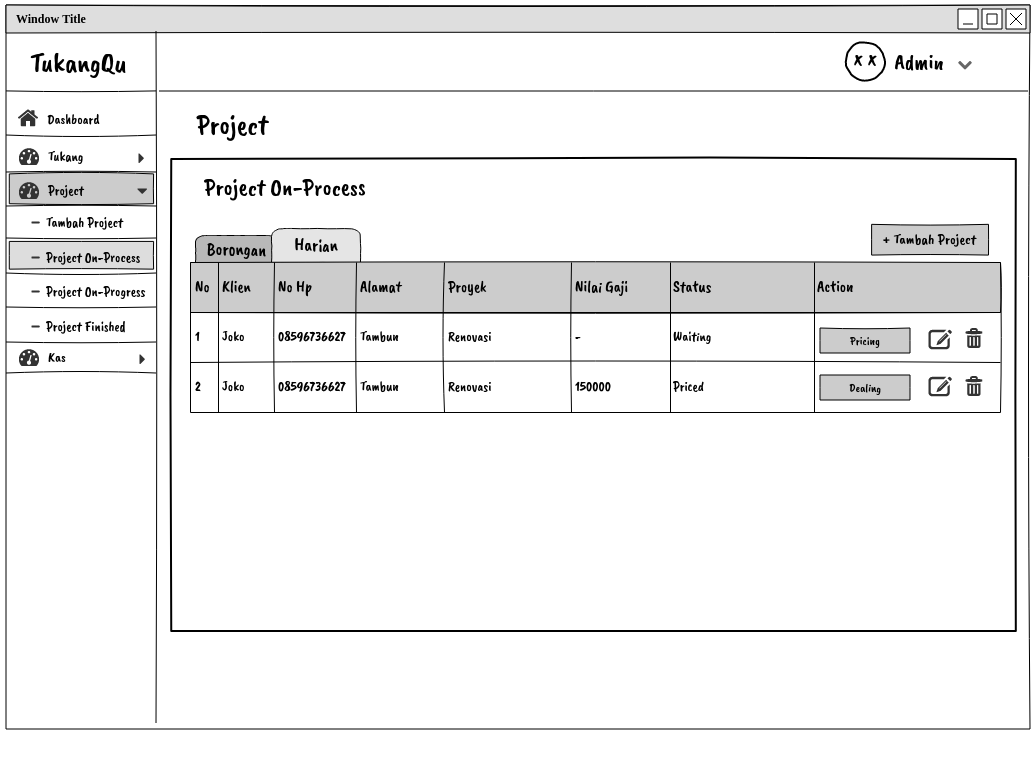 Window Title
TukangQu
Admin
Dashboard
Tukang
Project
– Tambah Project
– Project On-Process
– Project On-Progress
– Project Finished
Kas
Project
Project On-Process
Borongan Harian
+ Tambah Project
No Klien No Hp Alamat Proyek Nilai Gaji Status Action
1 Joko 08596736627 Tambun Renovasi - Waiting Pricing
2 Joko 08596736627 Tambun Renovasi 150000 Priced Dealing